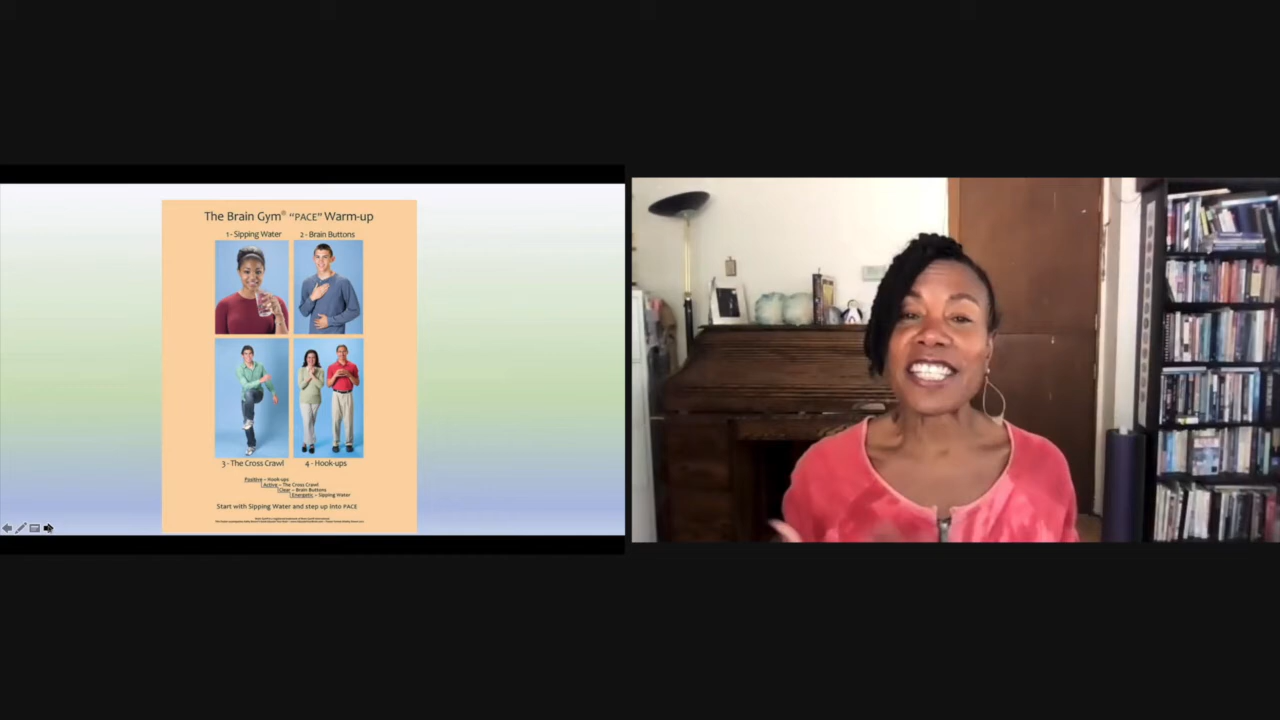 The Brain Gym® “PACE” Warm-up
1 - Sipping Water
2 - Brain Buttons
3 - The Cross Crawl
4 - Hook-ups
Positive – Hook-ups
Active – The Cross Crawl
Clear – Brain Buttons
Energetic – Sipping Water
Start with Sipping Water and step up into PACE